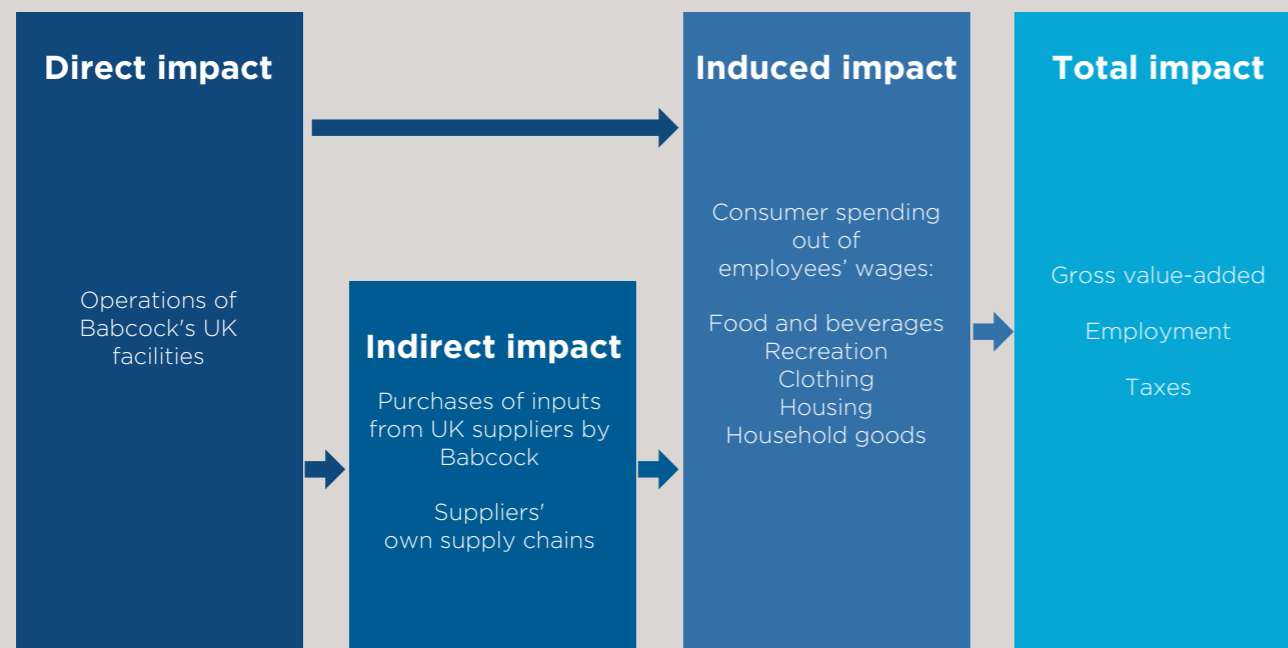 Direct impact
Operations of
Babcock's UK
facilities
Indirect impact
Purchases of inputs
from UK suppliers by
Babcock
Suppliers'
own supply chains
Induced impact
Consumer spending
out of
employees’ wages:
Food and beverages
Recreation
Clothing
Housing
Household goods
Total impact
Gross value-added
Employment
Taxes